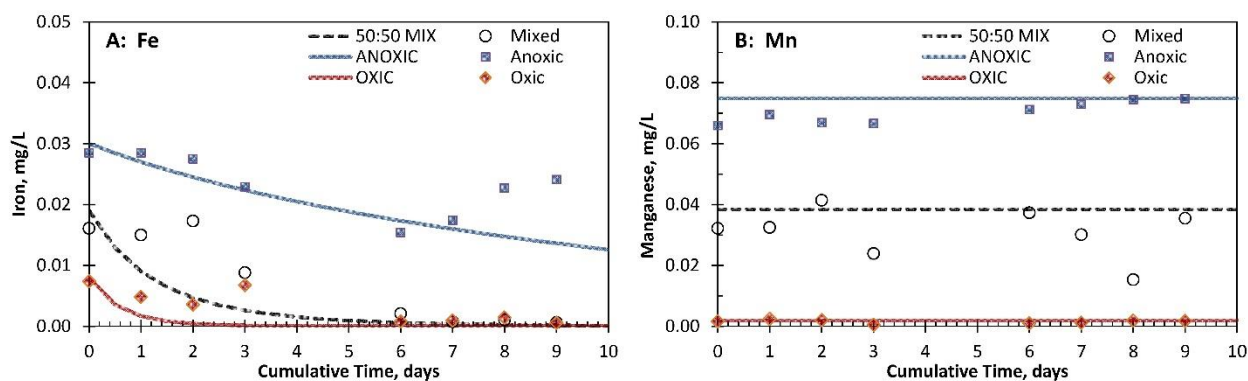 A: Fe
50:50 MIX
Mixed
ANOXIC
Anoxic
OXIC
Oxic
Iron, mg/L
0.05
0.04
0.03
0.02
0.01
0.00
0 1 2 3 4 5 6 7 8 9 10
Cumulative Time, days
B: Mn
50:50 MIX
Mixed
ANOXIC
Anoxic
OXIC
Oxic
Manganese, mg/L
0.10
0.08
0.06
0.04
0.02
0.00
0 1 2 3 4 5 6 7 8 9 10
Cumulative Time, days